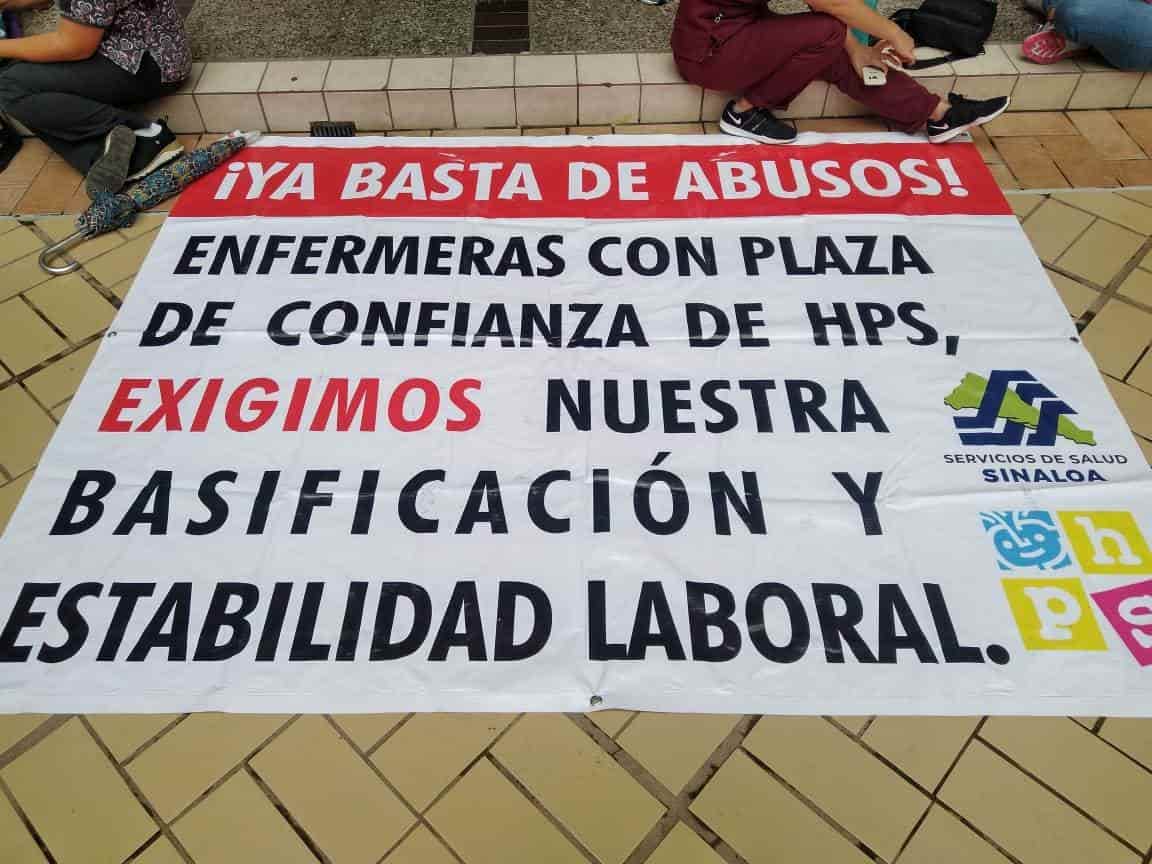 ¡YA BASTA DE ABUSOS!
ENFERMERAS CON PLAZA
DE CONFIANZA DE HPS,
EXIGIMOS NUESTRA
BASIFICACIÓN Y
ESTABILIDAD LABORAL.
SERVICIOS DE SALUD
SINALOA
h
p s